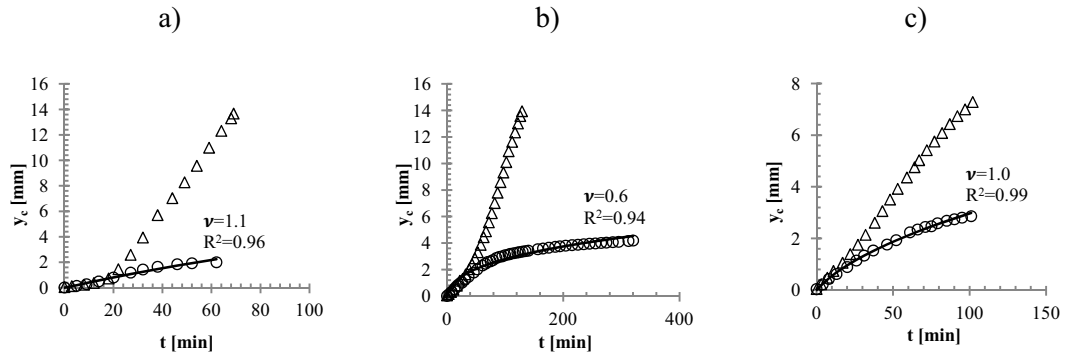 a)
16
14
12
10
8
6
4
2
0
y_c [mm]
ν=1.1
R²=0.96
0 20 40 60 80 100
t [min]
b)
16
14
12
10
8
6
4
2
0
y_c [mm]
ν=0.6
R²=0.94
0 200 400
t [min]
c)
8
6
4
2
0
y_c [mm]
ν=1.0
R²=0.99
0 50 100 150
t [min]